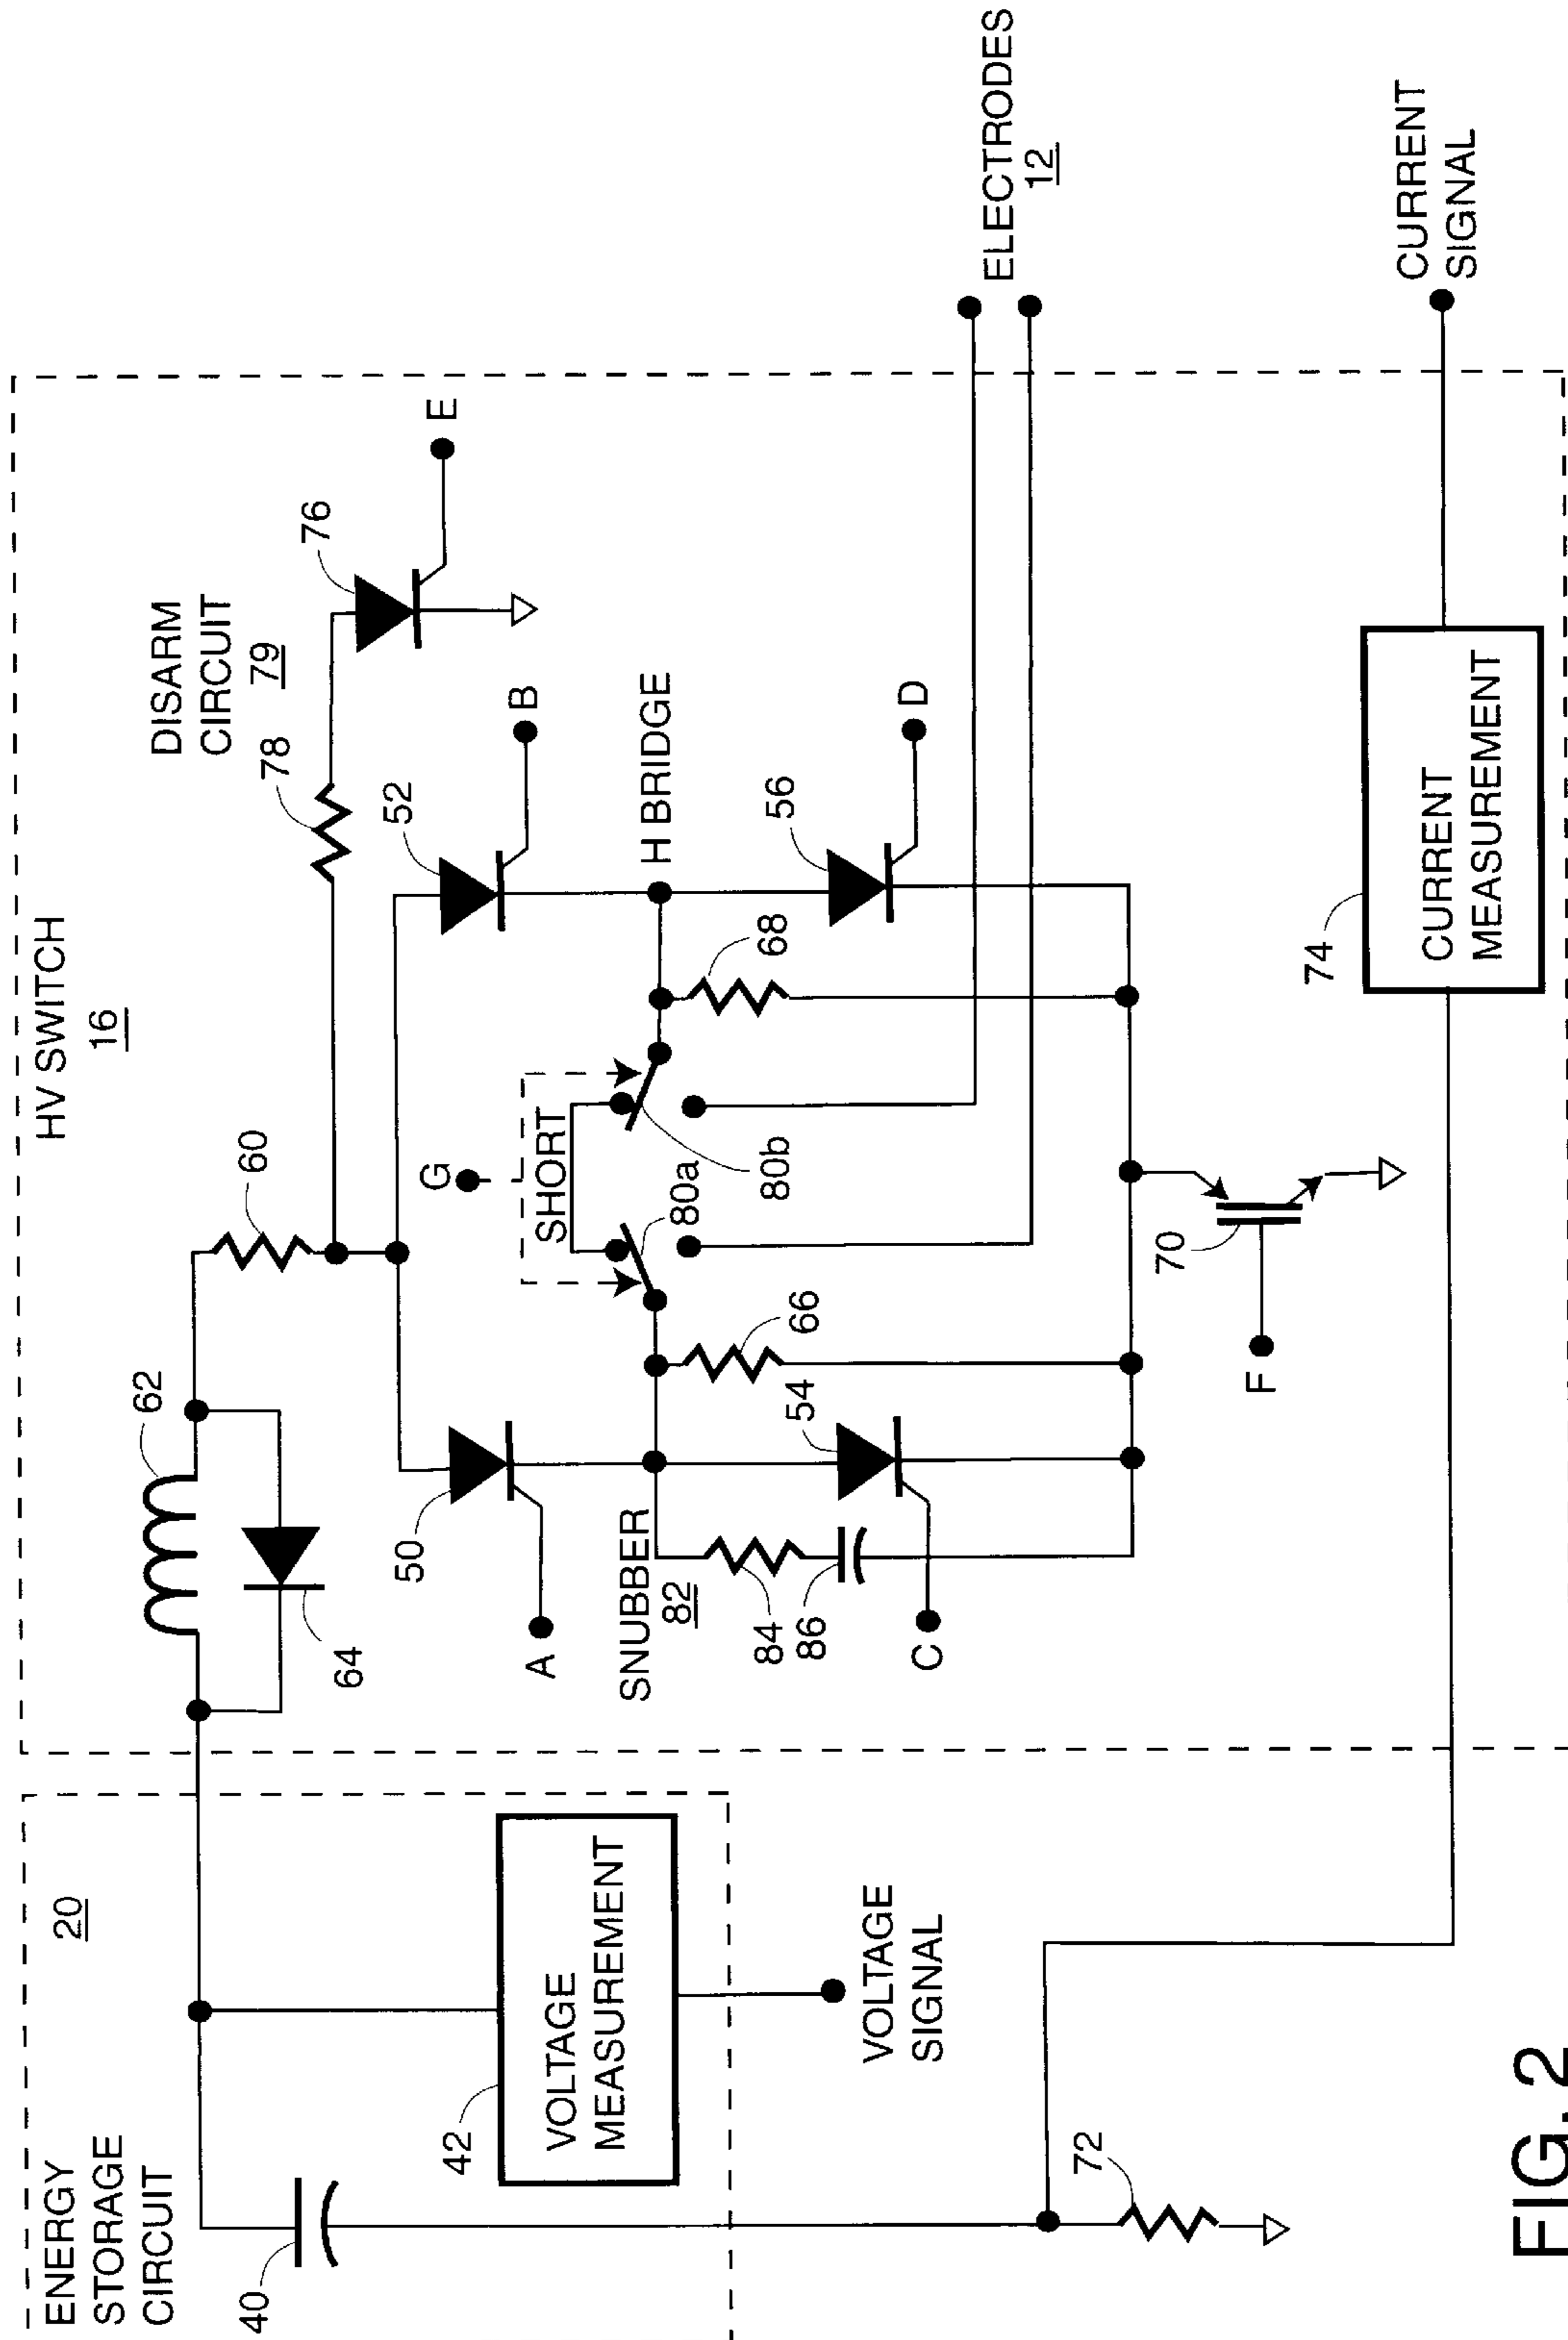 HV SWITCH
16
ENERGY
STORAGE
CIRCUIT
20
40
42
VOLTAGE
MEASUREMENT
VOLTAGE
SIGNAL
72
62
64
60
78
DISARM
CIRCUIT
79
76
E
50
A
52
B
G
SHORT
80a
80b
H BRIDGE
SNUBBER
82
84
86
C
54
66
68
56
D
F
70
ELECTRODES
12
74
CURRENT
MEASUREMENT
CURRENT
SIGNAL
FIG. 2